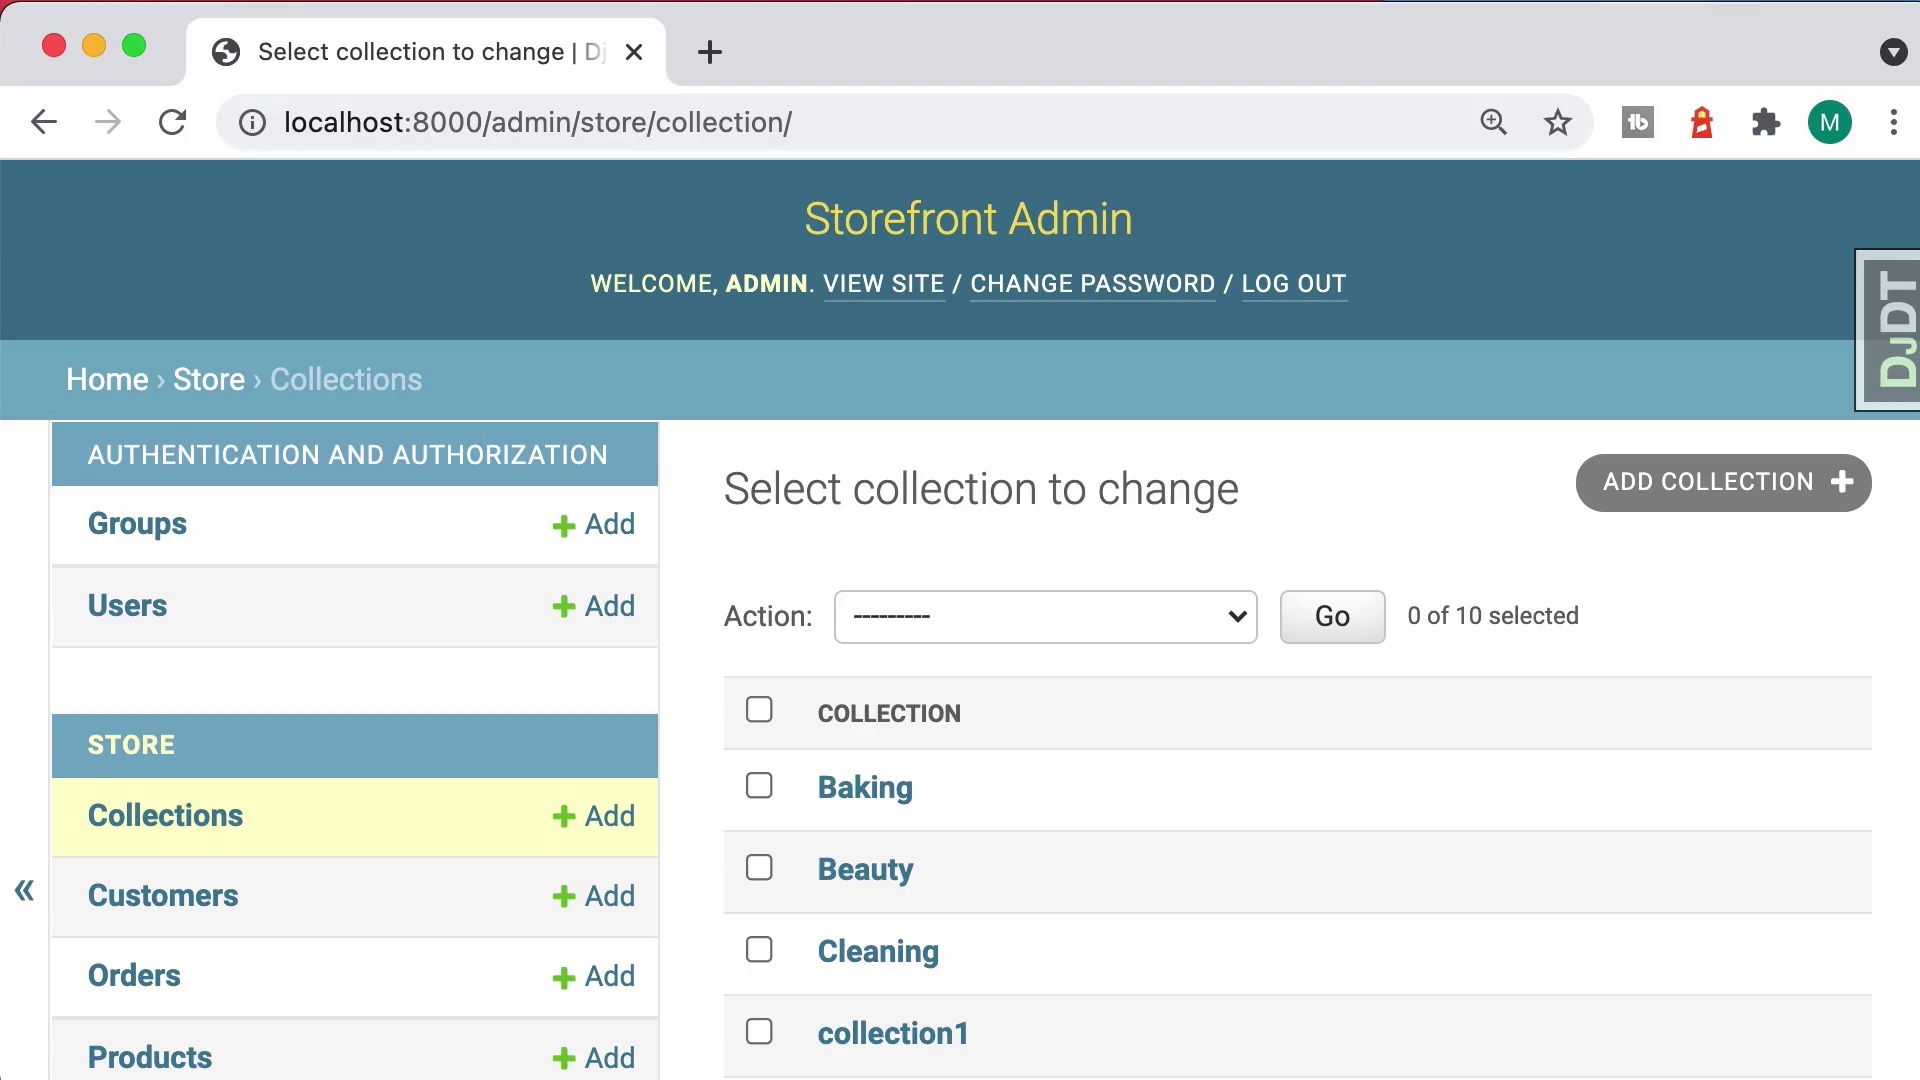 Select collection to change | Dj
localhost:8000/admin/store/collection/
M
Storefront Admin
WELCOME, ADMIN. VIEW SITE / CHANGE PASSWORD / LOG OUT
DJDT
Home › Store › Collections
AUTHENTICATION AND AUTHORIZATION
Groups Add
Users Add
STORE
Collections Add
Customers Add
Orders Add
Products Add
«
Select collection to change
ADD COLLECTION +
Action: --------- Go 0 of 10 selected
COLLECTION
Baking
Beauty
Cleaning
collection1